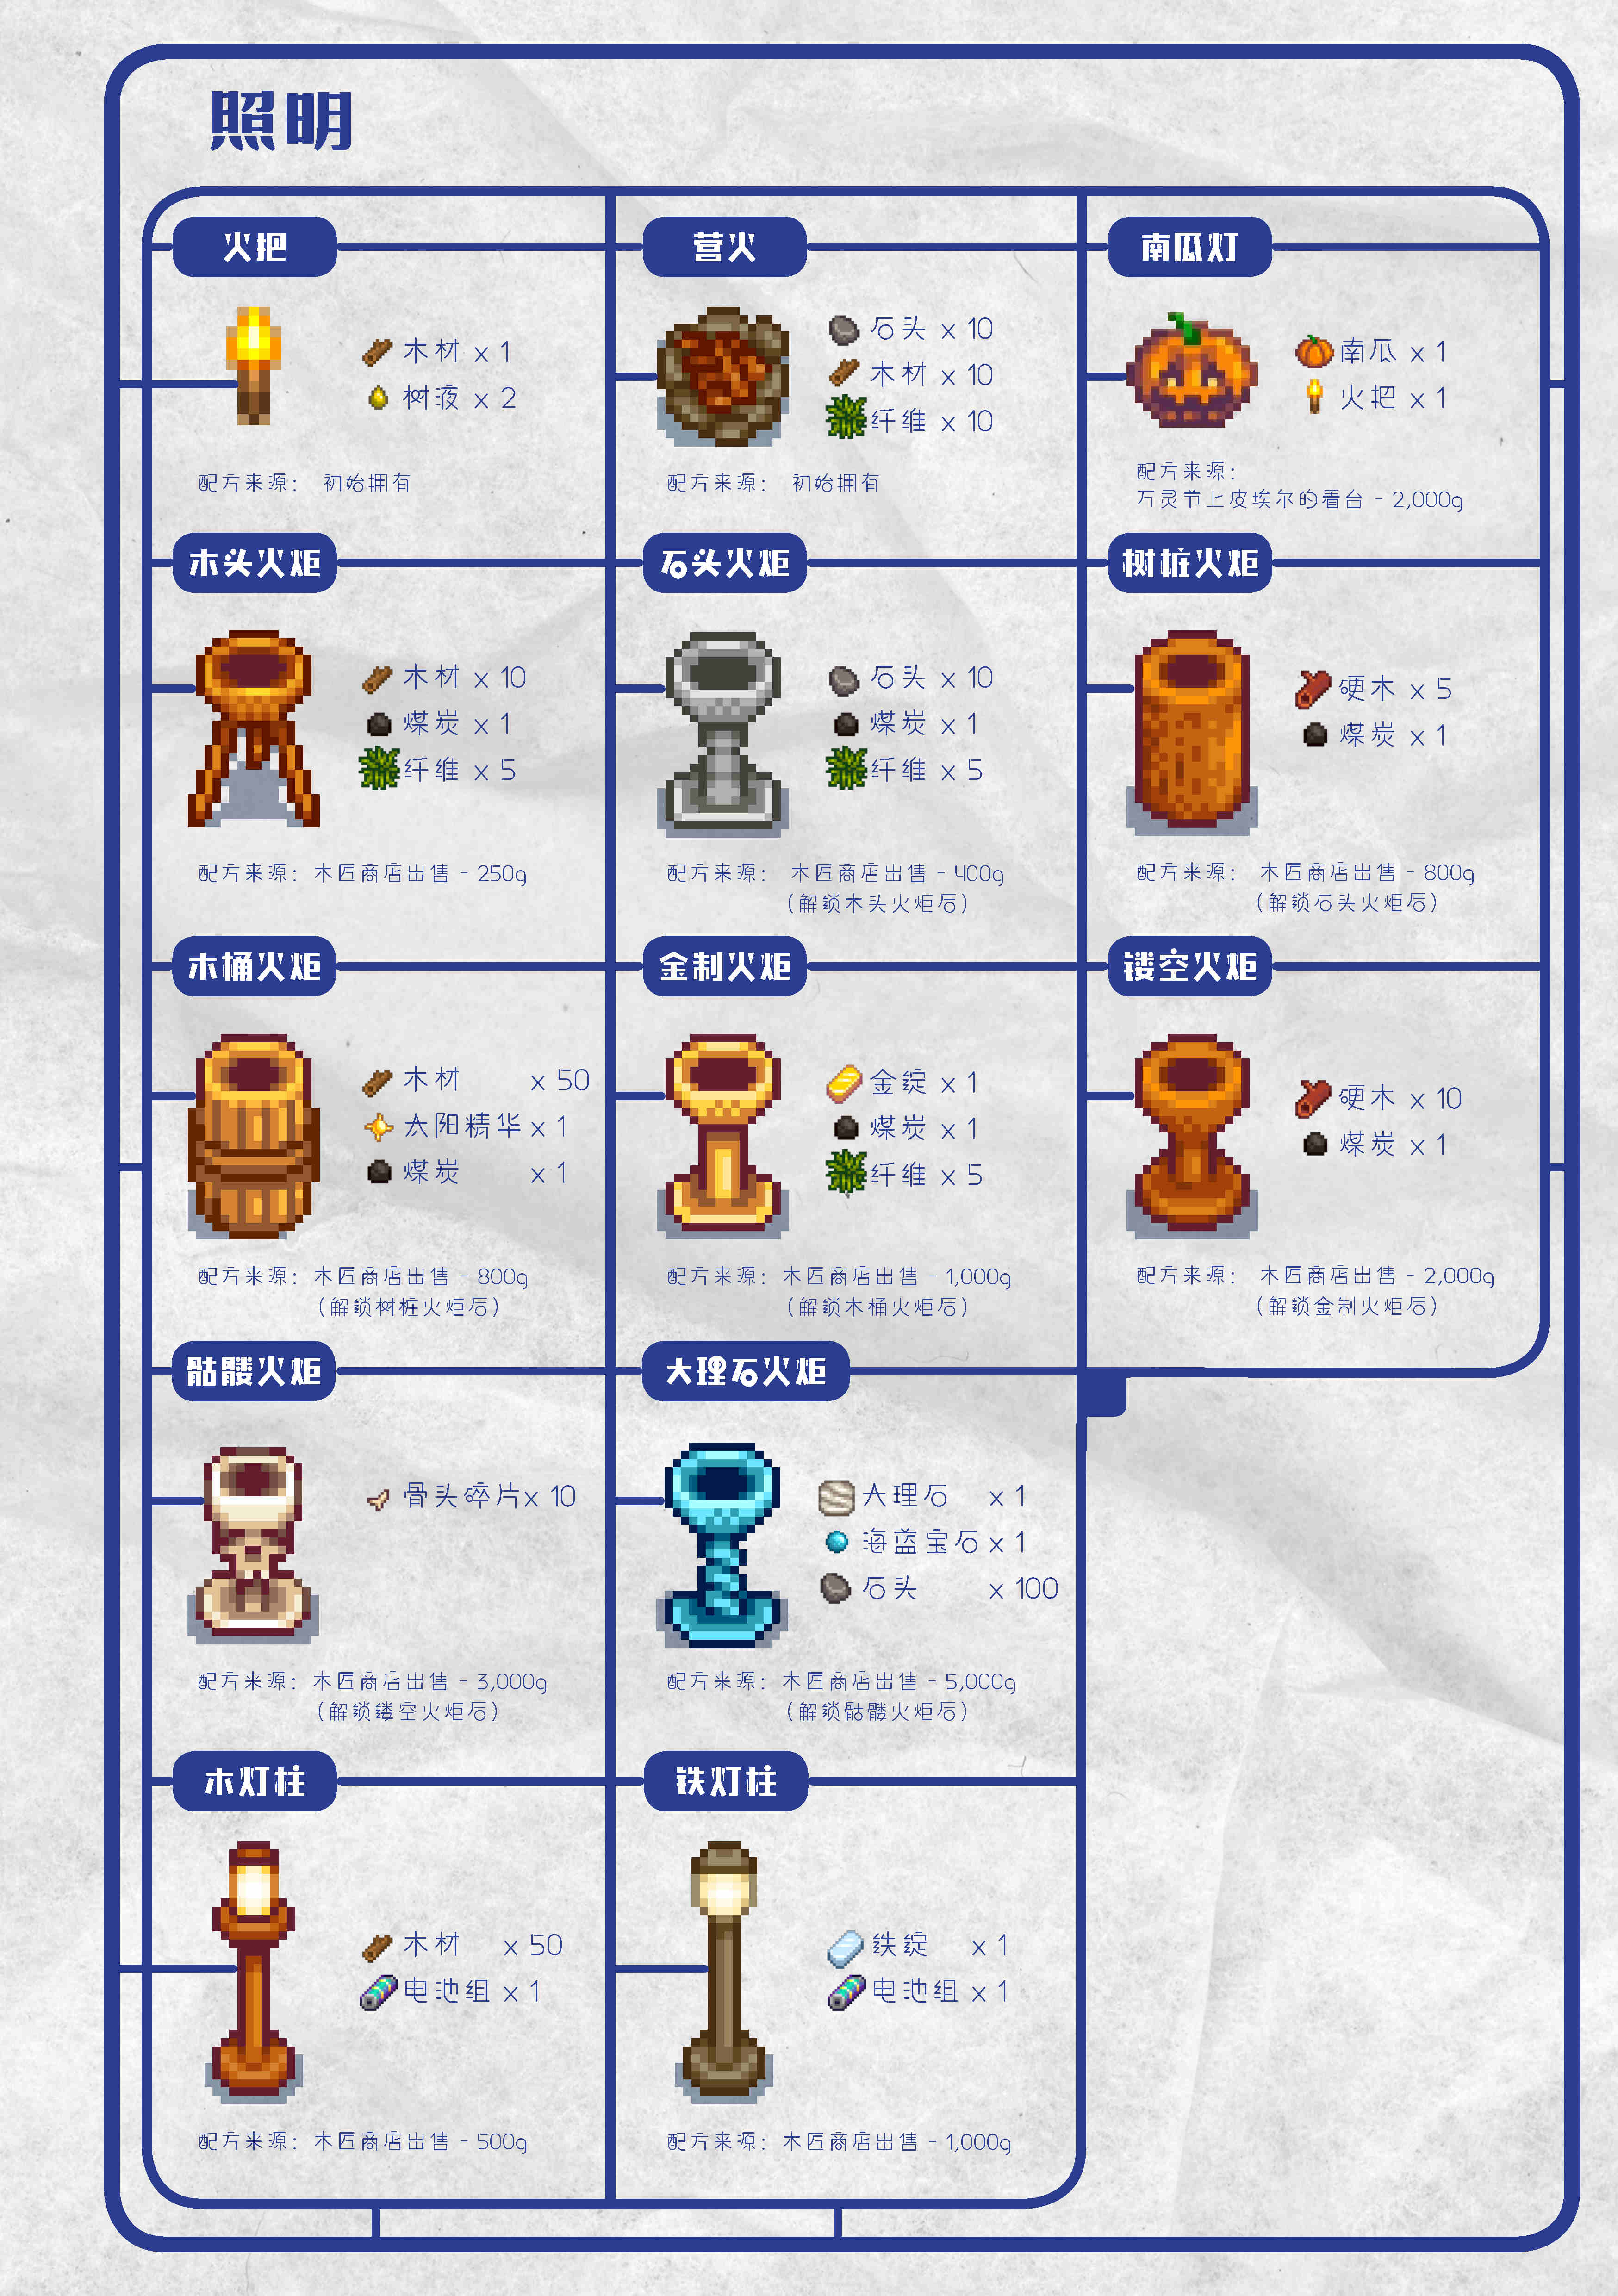 照明
火把
木材 x 1
树液 x 2
配方来源： 初始拥有
营火
石头 x 10
木材 x 10
纤维 x 10
配方来源： 初始拥有
南瓜灯
南瓜 x 1
火把 x 1
配方来源：
万灵节上皮埃尔的看台 - 2,000g
木头火炬
木材 x 10
煤炭 x 1
纤维 x 5
配方来源：木匠商店出售 - 250g
石头火炬
石头 x 10
煤炭 x 1
纤维 x 5
配方来源： 木匠商店出售 - 400g
（解锁木头火炬后）
树桩火炬
硬木 x 5
煤炭 x 1
配方来源： 木匠商店出售 - 800g
（解锁石头火炬后）
木桶火炬
木材 x 50
太阳精华 x 1
煤炭 x 1
配方来源：木匠商店出售 - 800g
（解锁树桩火炬后）
金制火炬
金锭 x 1
煤炭 x 1
纤维 x 5
配方来源：木匠商店出售 - 1,000g
（解锁木桶火炬后）
镂空火炬
硬木 x 10
煤炭 x 1
配方来源： 木匠商店出售 - 2,000g
（解锁金制火炬后）
骷髅火炬
骨头碎片x 10
配方来源：木匠商店出售 - 3,000g
（解锁镂空火炬后）
大理石火炬
大理石 x 1
海蓝宝石 x 1
石头 x 100
配方来源：木匠商店出售 - 5,000g
（解锁骷髅火炬后）
木灯柱
木材 x 50
电池组 x 1
配方来源：木匠商店出售 - 500g
铁灯柱
铁锭 x 1
电池组 x 1
配方来源：木匠商店出售 - 1,000g